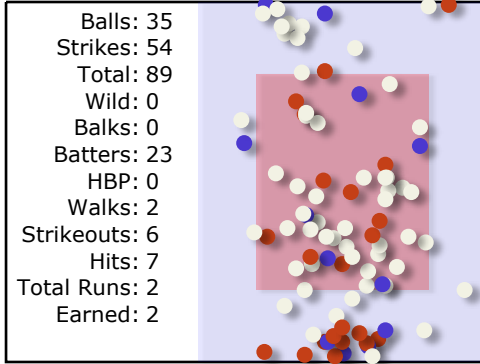 Balls: 35
Strikes: 54
Total: 89
Wild: 0
Balks: 0
Batters: 23
HBP: 0
Walks: 2
Strikeouts: 6
Hits: 7
Total Runs: 2
Earned: 2